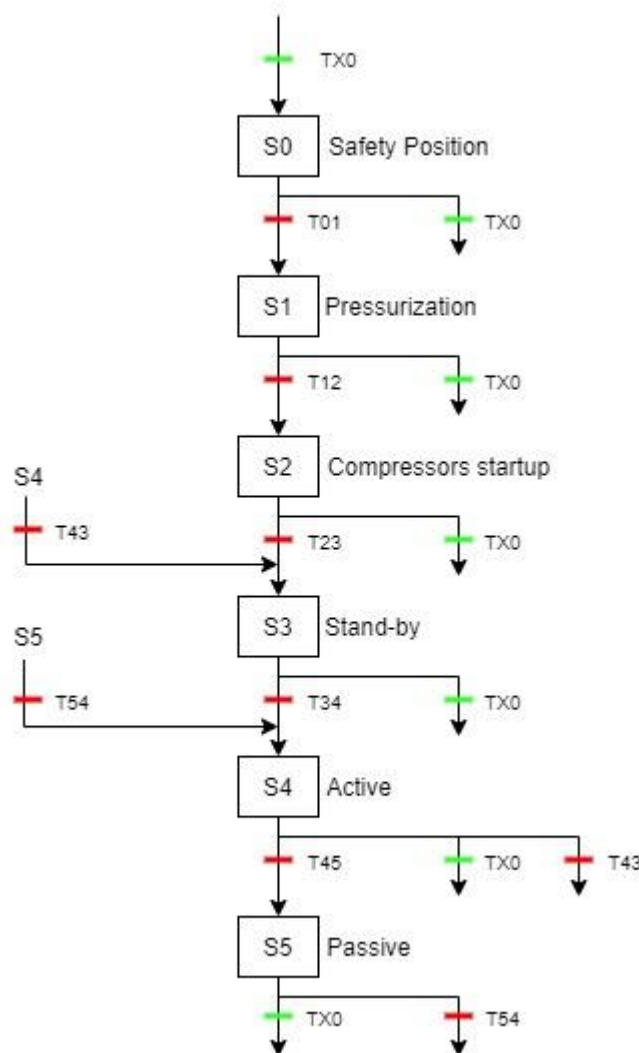 TX0
S0 Safety Position
T01 TX0
S1 Pressurization
T12 TX0
S2 Compressors startup
S4
T43 T23 TX0
S3 Stand-by
S5
T54 T34 TX0
S4 Active
T45 TX0 T43
S5 Passive
TX0 T54